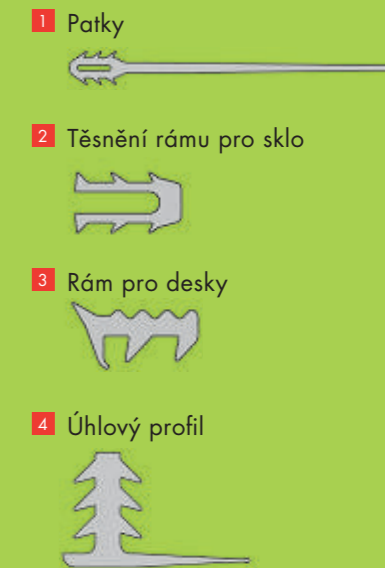 1 Patky
2 Těsnění rámu pro sklo
3 Rám pro desky
4 Úhlový profil